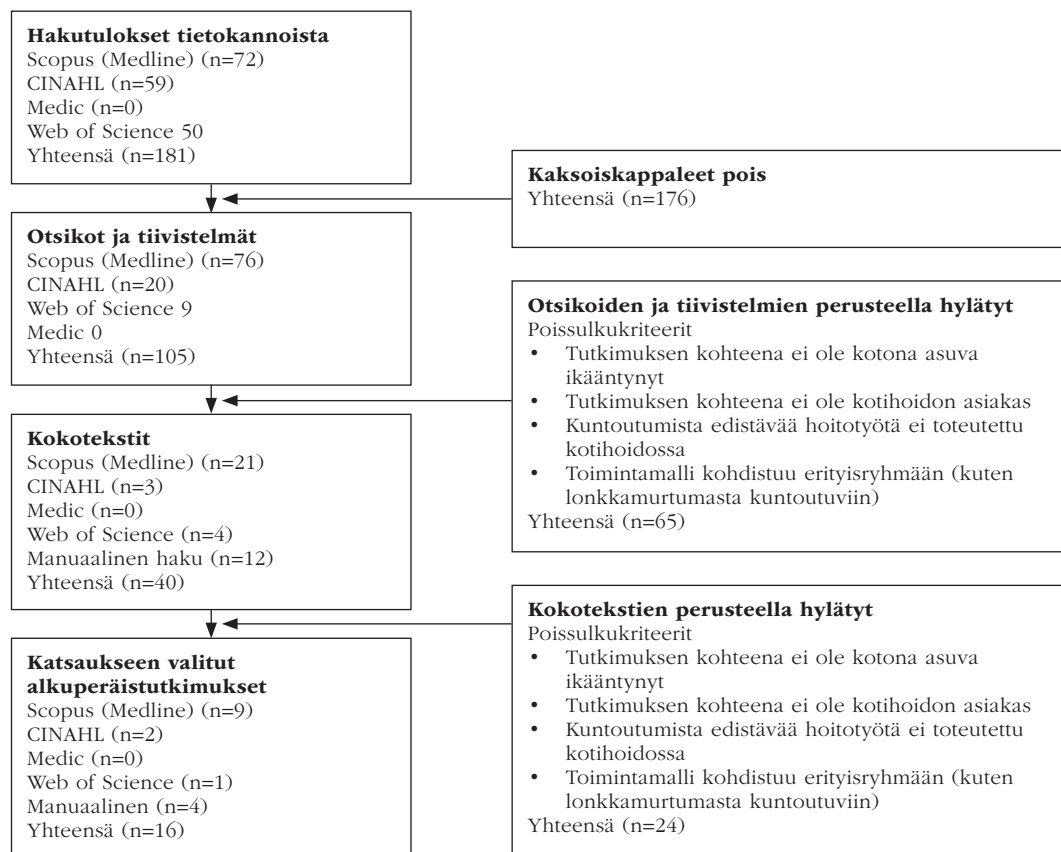 Hakutulokset tietokannoista
Scopus (Medline) (n=72)
CINAHL (n=59)
Medic (n=0)
Web of Science 50
Yhteensä (n=181)
Kaksoiskappaleet pois
Yhteensä (n=176)
Otsikot ja tiivistelmät
Scopus (Medline) (n=76)
CINAHL (n=20)
Web of Science 9
Medic 0
Yhteensä (n=105)
Otsikoiden ja tiivistelmien perusteella hylätyt
Poissulkukriteerit
• Tutkimuksen kohteena ei ole kotona asuva
ikääntynyt
• Tutkimuksen kohteena ei ole kotihoidon asiakas
• Kuntoutumista edistävää hoitotyötä ei toteutettu
kotihoidossa
• Toimintamalli kohdistuu erityisryhmään (kuten
lonkkamurtumasta kuntoutuviin)
Yhteensä (n=65)
Kokotekstit
Scopus (Medline) (n=21)
CINAHL (n=3)
Medic (n=0)
Web of Science (n=4)
Manuaalinen haku (n=12)
Yhteensä (n=40)
Kokotekstien perusteella hylätyt
Poissulkukriteerit
• Tutkimuksen kohteena ei ole kotona asuva
ikääntynyt
• Tutkimuksen kohteena ei ole kotihoidon asiakas
• Kuntoutumista edistävää hoitotyötä ei toteutettu
kotihoidossa
• Toimintamalli kohdistuu erityisryhmään (kuten
lonkkamurtumasta kuntoutuviin)
Yhteensä (n=24)
Katsaukseen valitut
alkuperäistutkimukset
Scopus (Medline) (n=9)
CINAHL (n=2)
Medic (n=0)
Web of Science (n=1)
Manuaalinen (n=4)
Yhteensä (n=16)